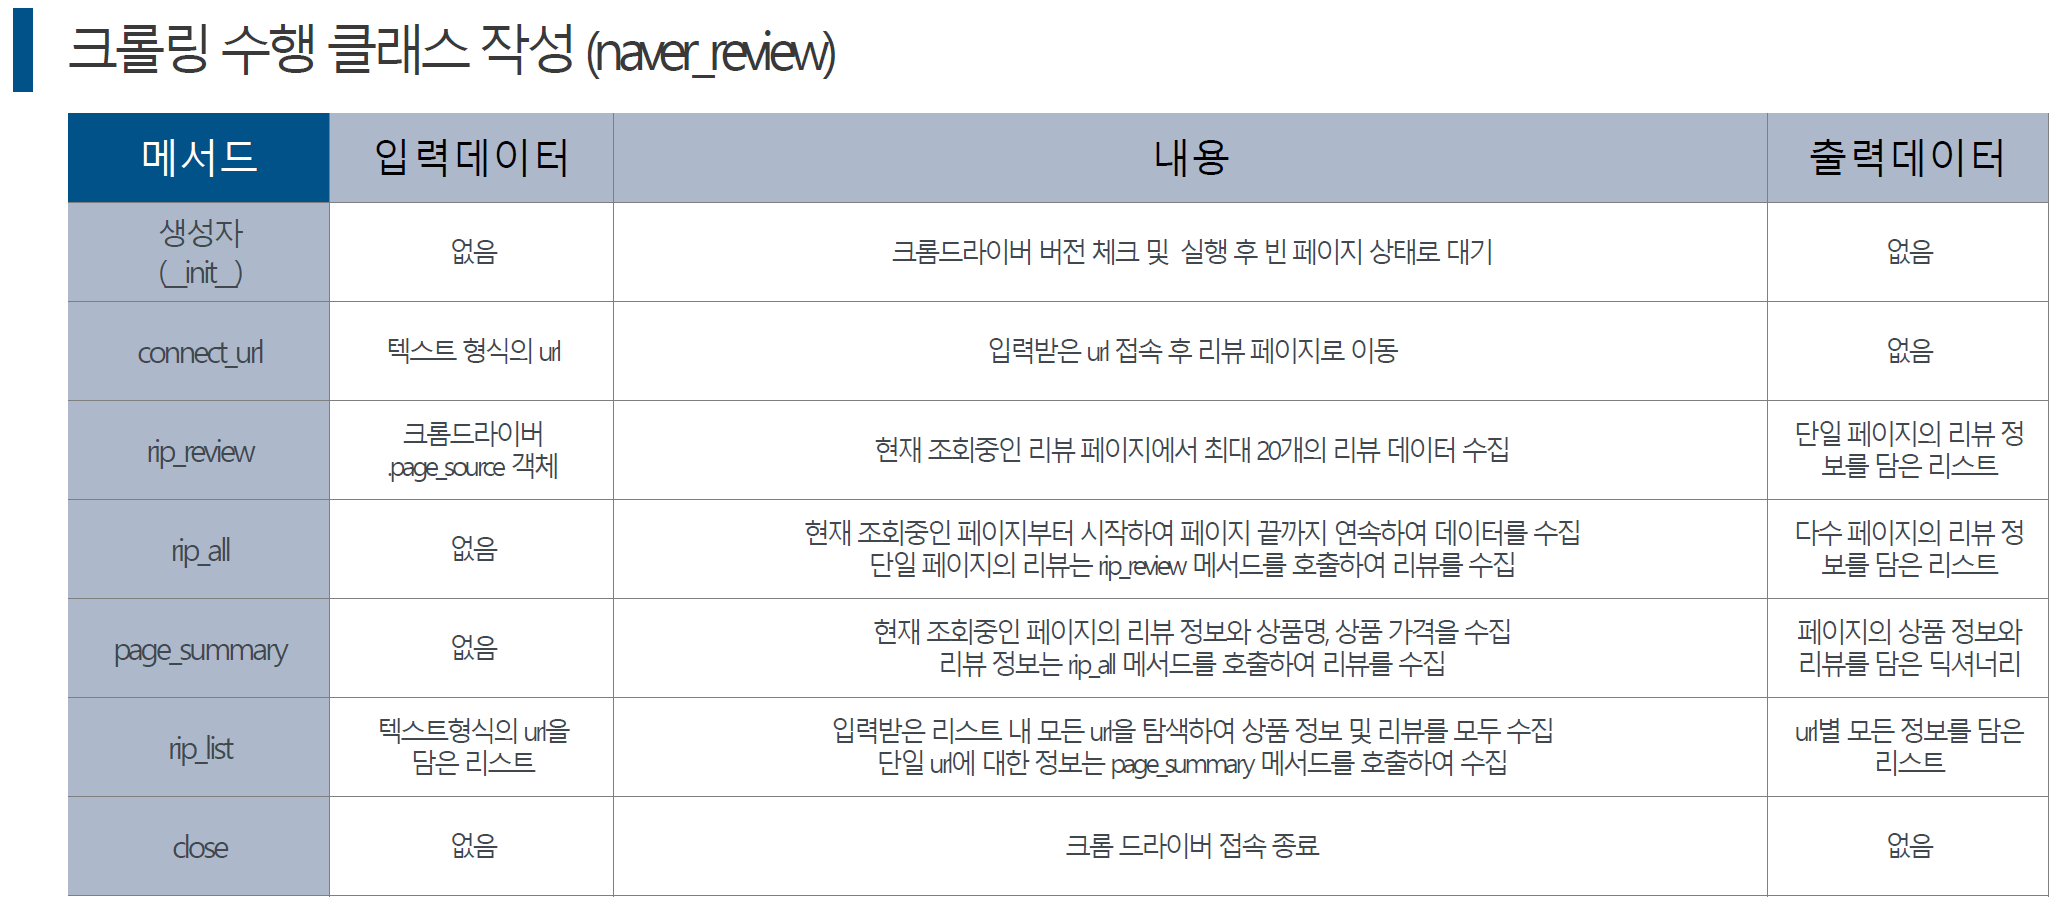 크롤링 수행 클래스 작성 (naver_review)
메서드 입력데이터 내용 출력데이터
생성자
(__init__)
없음
크롬드라이버 버전 체크 및 실행 후 빈 페이지 상태로 대기
없음
connect_url
텍스트 형식의 url
입력받은 url 접속 후 리뷰 페이지로 이동
없음
rip_review
크롬드라이버
.page_source 객체
현재 조회중인 리뷰 페이지에서 최대 20개의 리뷰 데이터 수집
단일 페이지의 리뷰 정
보를 담은 리스트
rip_all
없음
현재 조회중인 페이지부터 시작하여 페이지 끝까지 연속하여 데이터를 수집
단일 페이지의 리뷰는 rip_review 메서드를 호출하여 리뷰를 수집
다수 페이지의 리뷰 정
보를 담은 리스트
page_summary
없음
현재 조회중인 페이지의 리뷰 정보와 상품명, 상품 가격을 수집
리뷰 정보는 rip_all 메서드를 호출하여 리뷰를 수집
페이지의 상품 정보와
리뷰를 담은 딕셔너리
rip_list
텍스트형식의 url을
담은 리스트
입력받은 리스트 내 모든 url을 탐색하여 상품 정보 및 리뷰를 모두 수집
단일 url에 대한 정보는 page_summary 메서드를 호출하여 수집
url별 모든 정보를 담은
리스트
close
없음
크롬 드라이버 접속 종료
없음